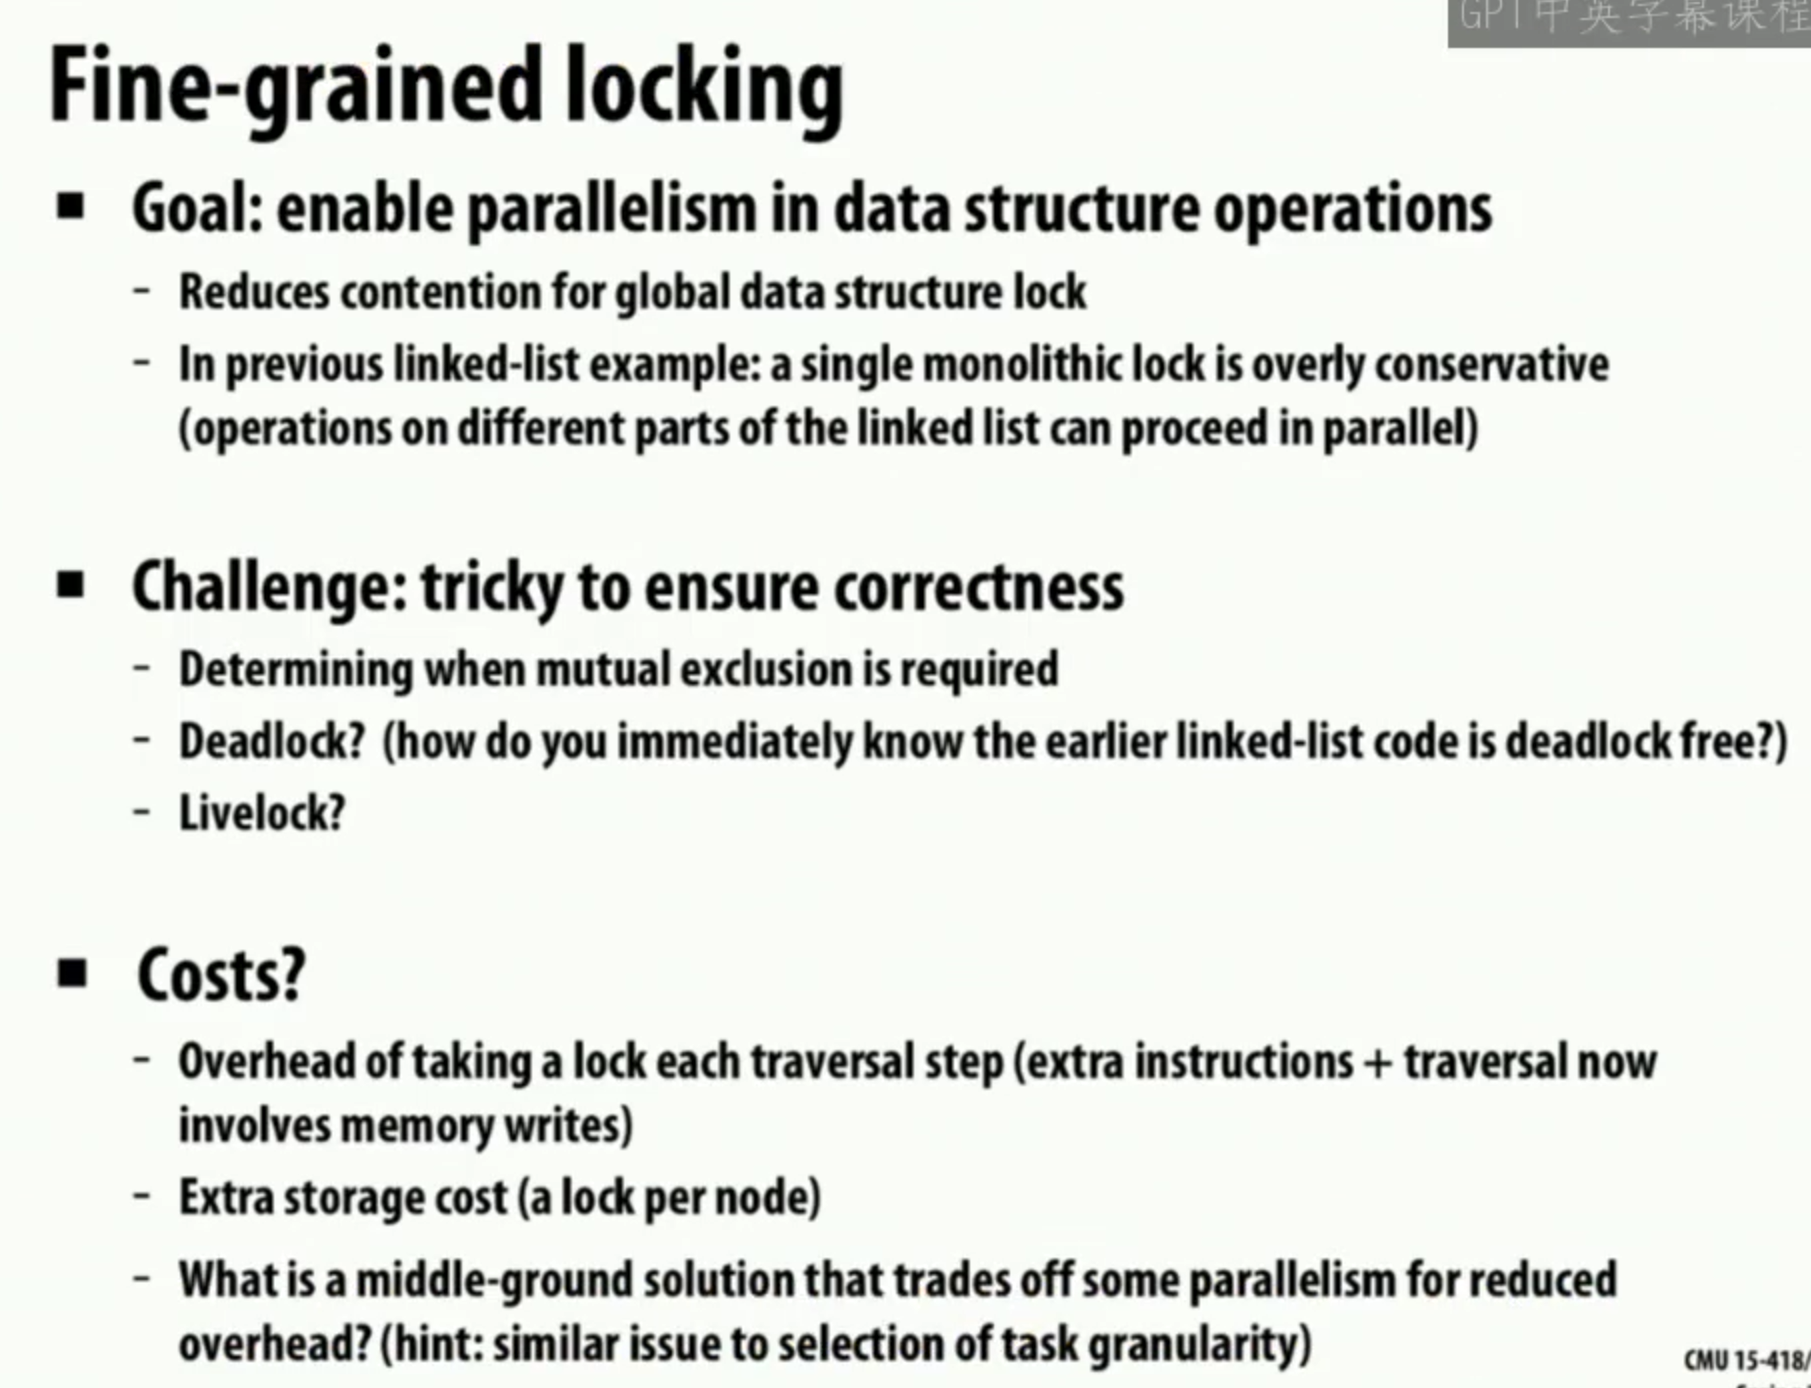 GPT中英字幕课程
Fine-grained locking
■ Goal: enable parallelism in data structure operations
- Reduces contention for global data structure lock
- In previous linked-list example: a single monolithic lock is overly conservative
(operations on different parts of the linked list can proceed in parallel)
■ Challenge: tricky to ensure correctness
- Determining when mutual exclusion is required
- Deadlock? (how do you immediately know the earlier linked-list code is deadlock free?)
- Livelock?
■ Costs?
- Overhead of taking a lock each traversal step (extra instructions + traversal now
involves memory writes)
- Extra storage cost (a lock per node)
- What is a middle-ground solution that trades off some parallelism for reduced
overhead? (hint: similar issue to selection of task granularity)
CMU 15-418/